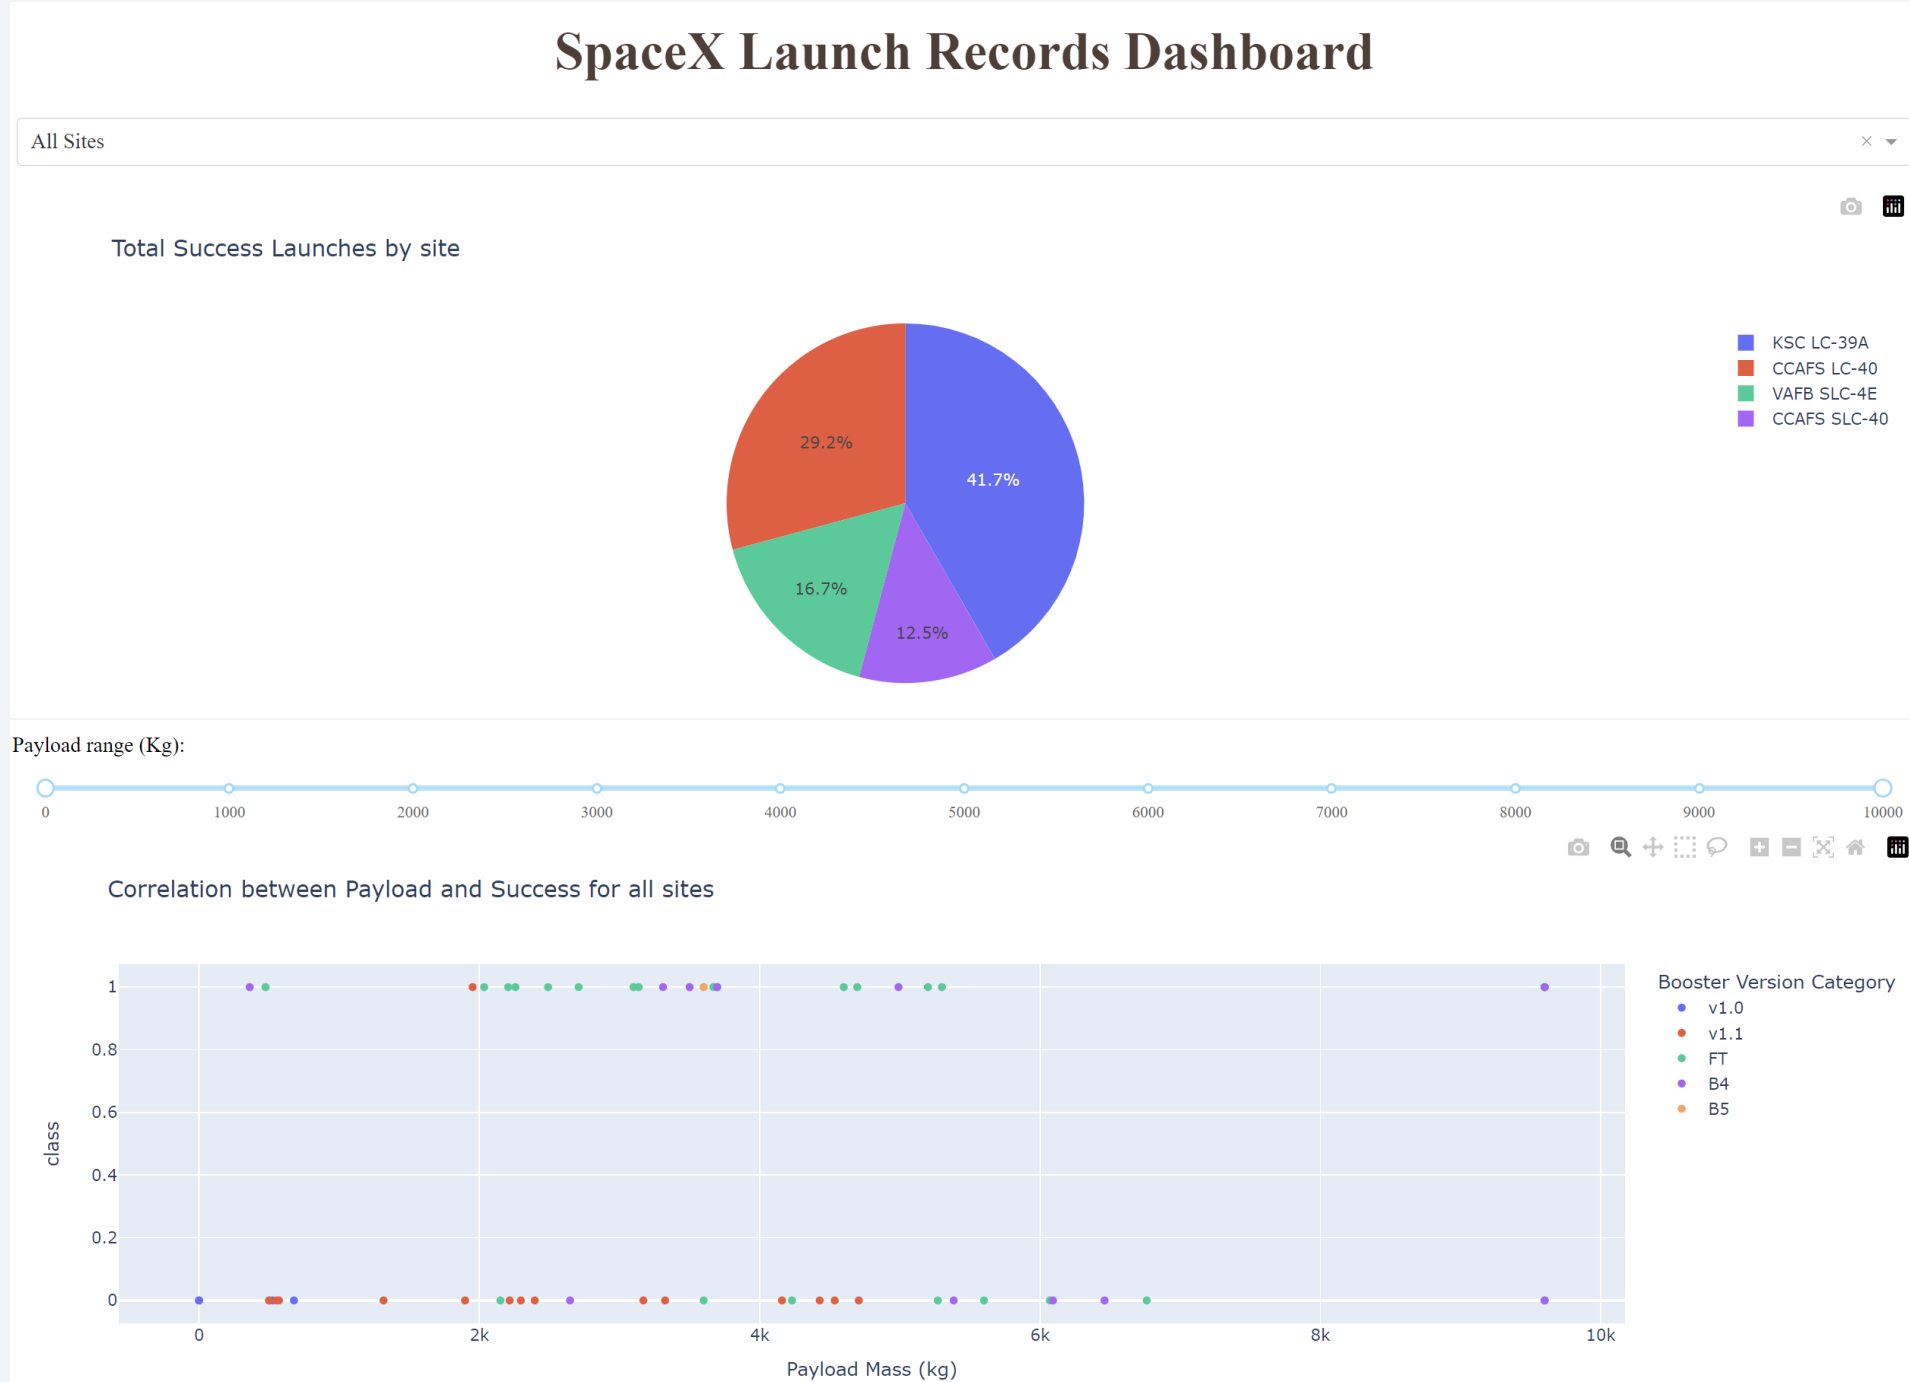 SpaceX Launch Records Dashboard
All Sites
Total Success Launches by site
KSC LC-39A
CCAFS LC-40
VAFB SLC-4E
CCAFS SLC-40
29.2%
41.7%
16.7%
12.5%
Payload range (Kg):
0 1000 2000 3000 4000 5000 6000 7000 8000 9000 10000
Correlation between Payload and Success for all sites
Booster Version Category
v1.0
v1.1
FT
B4
B5
1
0.8
0.6
0.4
0.2
0
class
0 2k 4k 6k 8k 10k
Payload Mass (kg)